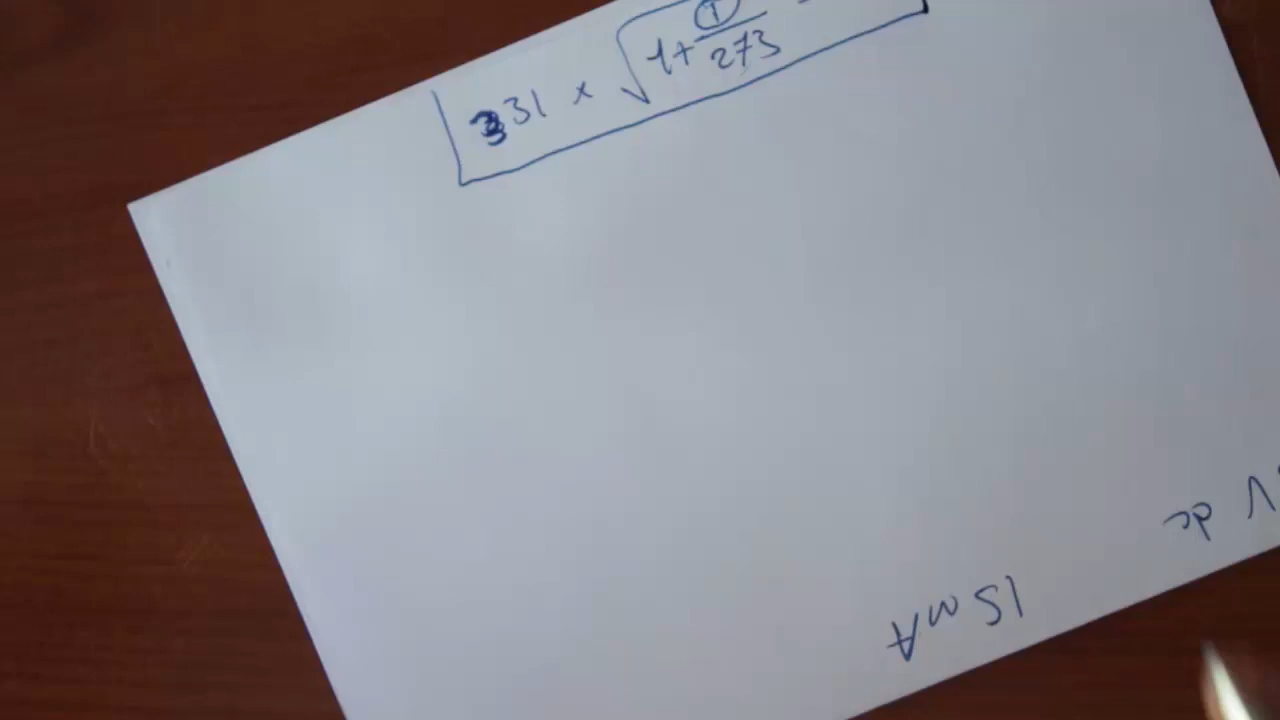 331 × √1+T/273
V dc
15 mA